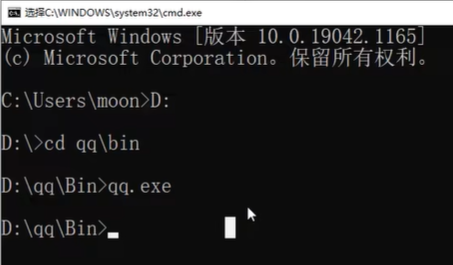 选择C:\WINDOWS\system32\cmd.exe
Microsoft Windows [版本 10.0.19042.1165]
(c) Microsoft Corporation。保留所有权利。
C:\Users\moon>D:
D:\>cd qq\bin
D:\qq\Bin>qq.exe
D:\qq\Bin>